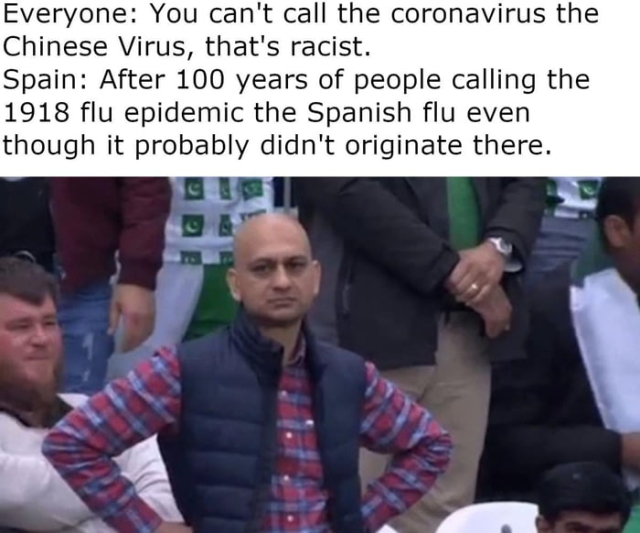 Everyone: You can't call the coronavirus the
Chinese Virus, that's racist.
Spain: After 100 years of people calling the
1918 flu epidemic the Spanish flu even
though it probably didn't originate there.